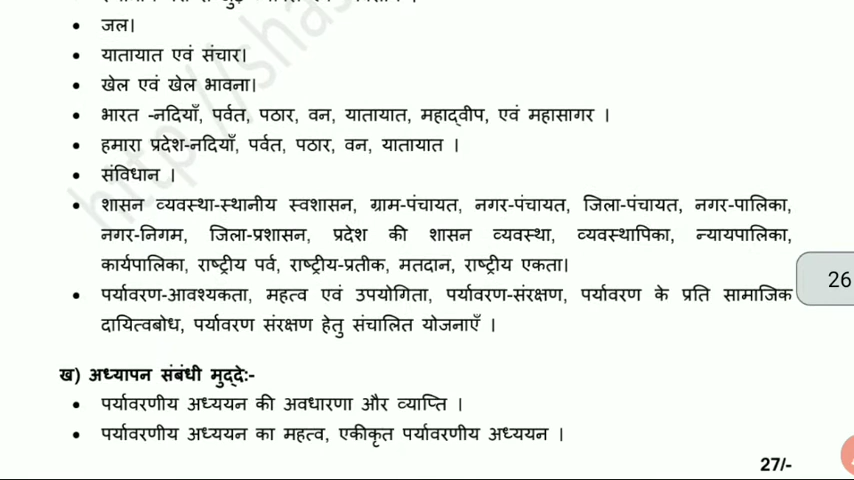 • जल।
• यातायात एवं संचार।
• खेल एवं खेल भावना।
• भारत -नदियाँ, पर्वत, पठार, वन, यातायात, महाद्वीप, एवं महासागर ।
• हमारा प्रदेश-नदियाँ, पर्वत, पठार, वन, यातायात ।
• संविधान ।
• शासन व्यवस्था-स्थानीय स्वशासन, ग्राम-पंचायत, नगर-पंचायत, जिला-पंचायत, नगर-पालिका,
नगर-निगम, जिला-प्रशासन, प्रदेश की शासन व्यवस्था, व्यवस्थापिका, न्यायपालिका,
कार्यपालिका, राष्ट्रीय पर्व, राष्ट्रीय-प्रतीक, मतदान, राष्ट्रीय एकता।
• पर्यावरण-आवश्यकता, महत्व एवं उपयोगिता, पर्यावरण-संरक्षण, पर्यावरण के प्रति सामाजिक
दायित्वबोध, पर्यावरण संरक्षण हेतु संचालित योजनाएँ ।
26
ख) अध्यापन संबंधी मुद्दे:-
• पर्यावरणीय अध्ययन की अवधारणा और व्याप्ति ।
• पर्यावरणीय अध्ययन का महत्व, एकीकृत पर्यावरणीय अध्ययन ।
27/-
http://shas